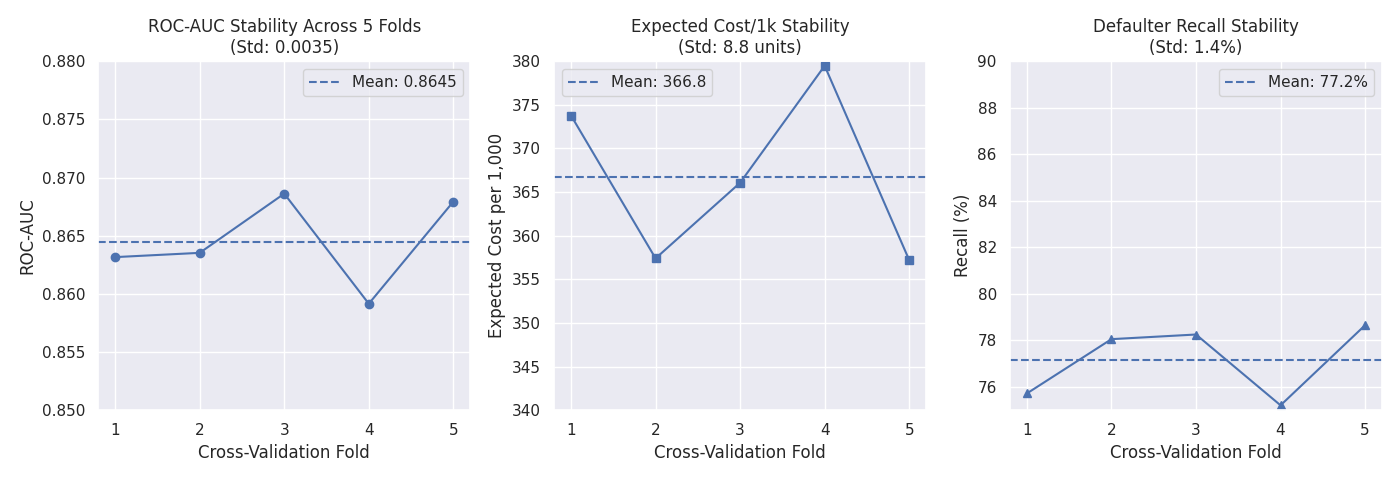 ROC-AUC Stability Across 5 Folds
(Std: 0.0035)
Mean: 0.8645
0.880
0.875
0.870
0.865
0.860
0.855
0.850
ROC-AUC
1 2 3 4 5
Cross-Validation Fold
Expected Cost/1k Stability
(Std: 8.8 units)
Mean: 366.8
380
375
370
365
360
355
350
345
340
Expected Cost per 1,000
1 2 3 4 5
Cross-Validation Fold
Defaulter Recall Stability
(Std: 1.4%)
Mean: 77.2%
90
88
86
84
82
80
78
76
Recall (%)
1 2 3 4 5
Cross-Validation Fold